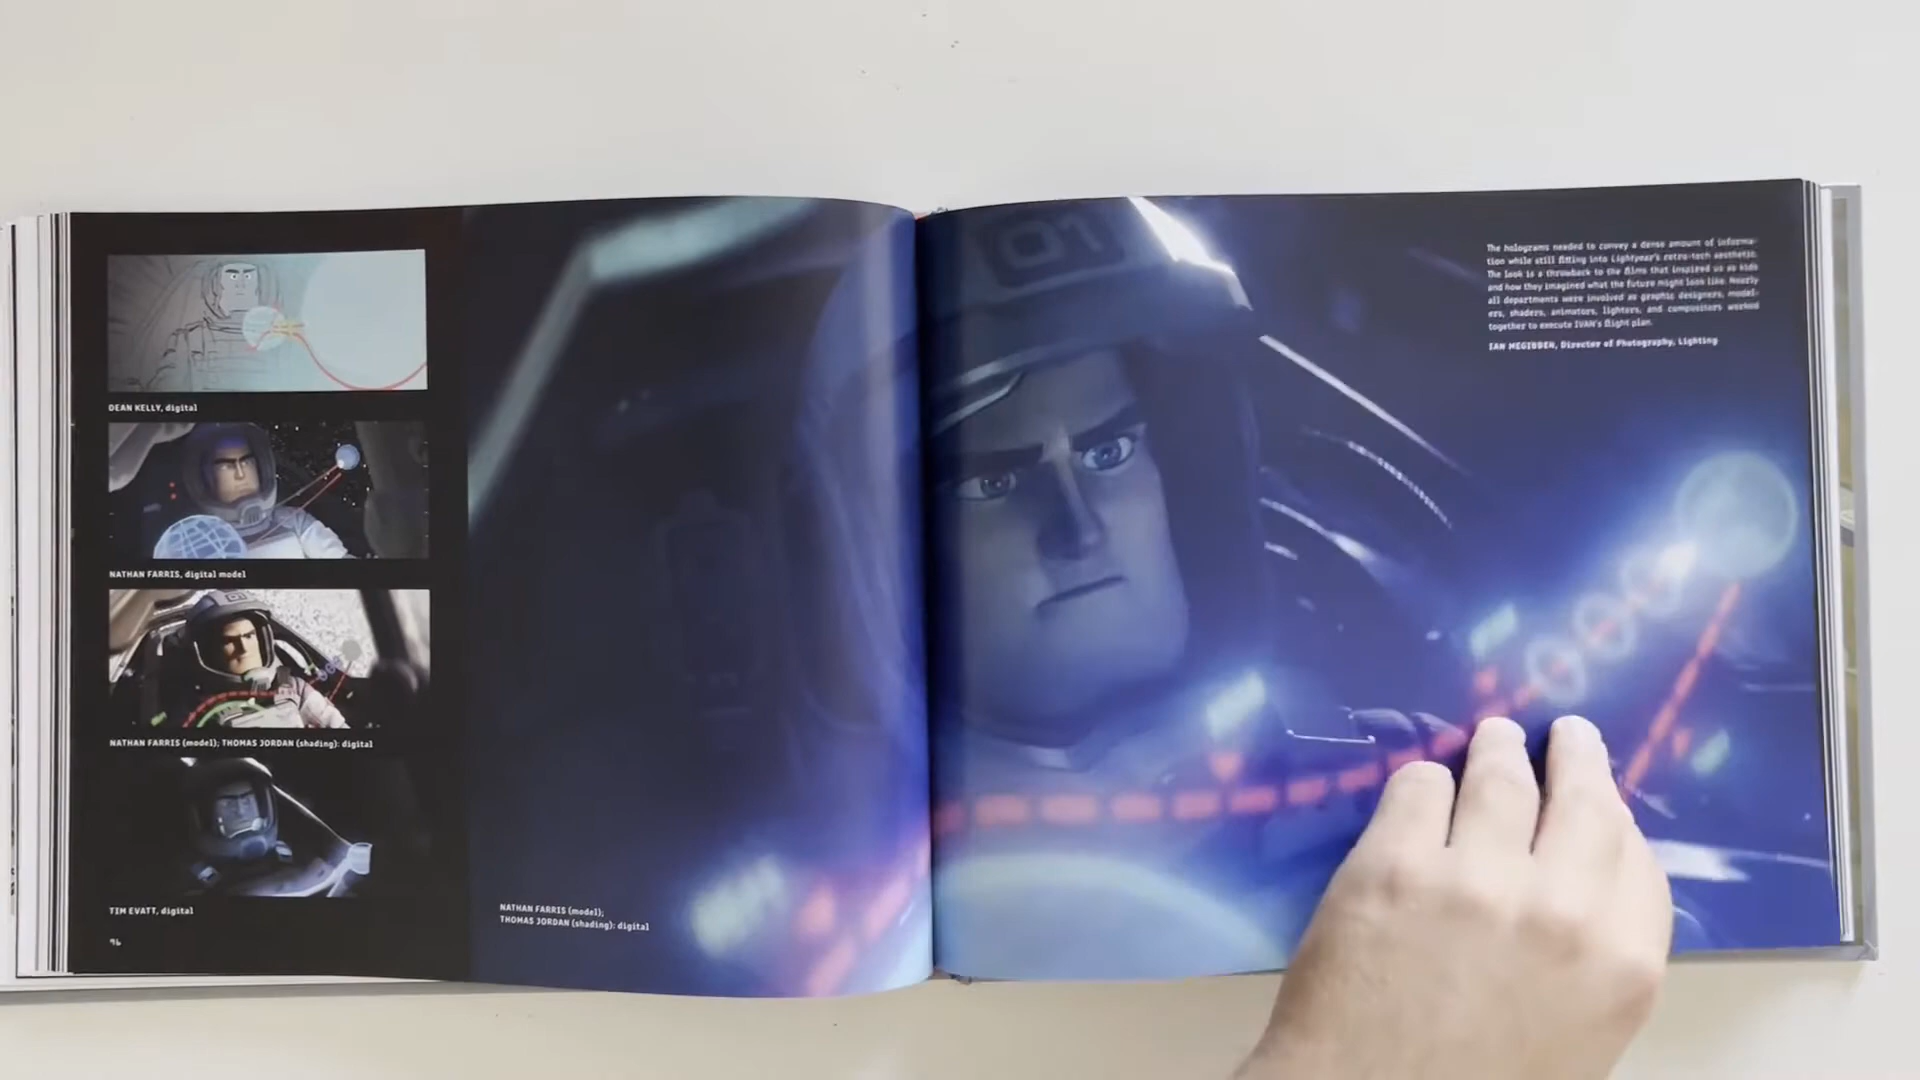 DEAN KELLY, digital
NATHAN FARRIS, digital model
NATHAN FARRIS (model); THOMAS JORDAN (shading): digital
TIM EVATT, digital
96
NATHAN FARRIS (model);
THOMAS JORDAN (shading): digital
01
The holograms needed to convey a dense amount of informa-
tion while still fitting into Lightyear's retro-tech aesthetic.
The look is a throwback to the films that inspired us as kids
and how they imagined what the future might look like. Nearly
all departments were involved as graphic designers, model-
ers, shaders, animators, lighters, and compositors worked
together to execute IVAN's flight plan.
IAN MEGIBBEN, Director of Photography, Lighting